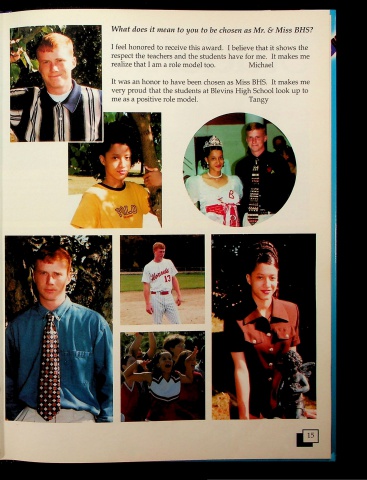 What does it mean to you to be chosen as Mr. & Miss BHS?
I feel honored to receive this award. I believe that it shows the
respect the teachers and the students have for me. It makes me
realize that I am a role model too. Michael
It was an honor to have been chosen as Miss BHS. It makes me
very proud that the students at Blevins High School look up to
me as a positive role model. Tangy
Hornets
13
15